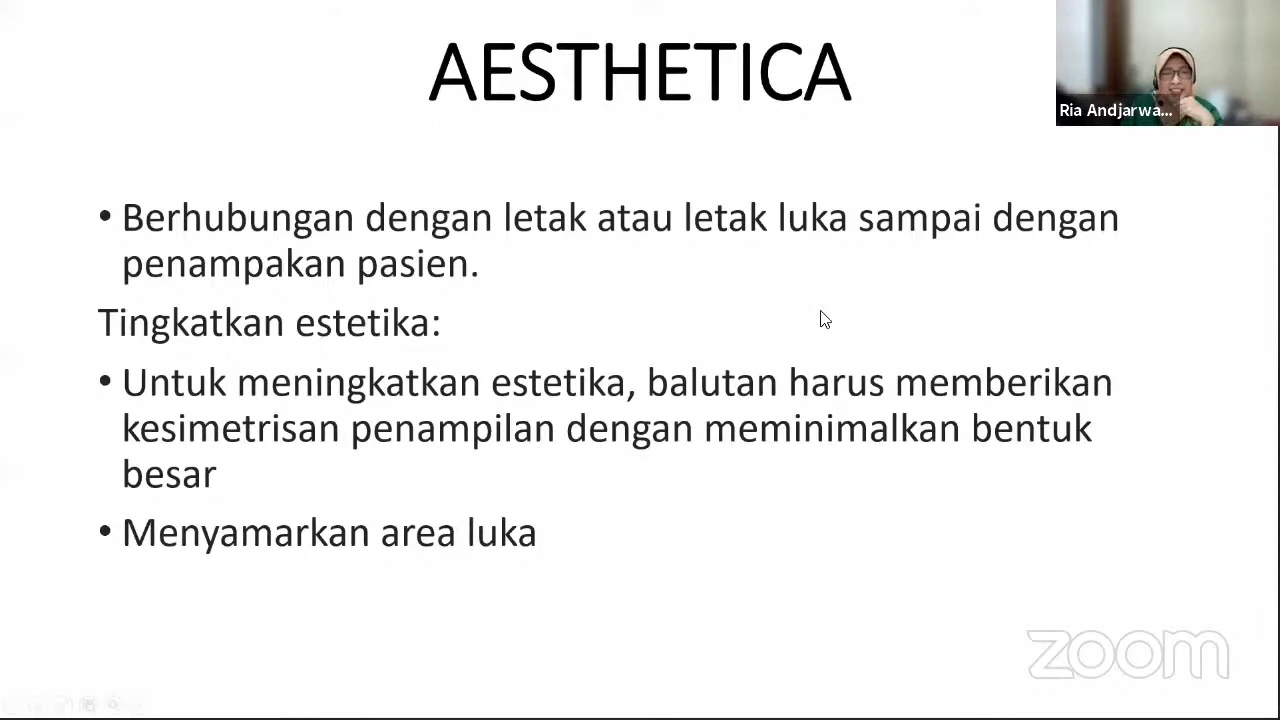 AESTHETICA
Ria Andjarwa...
• Berhubungan dengan letak atau letak luka sampai dengan
penampakan pasien.
Tingkatkan estetika:
• Untuk meningkatkan estetika, balutan harus memberikan
kesimetrisan penampilan dengan meminimalkan bentuk
besar
• Menyamarkan area luka
zoom